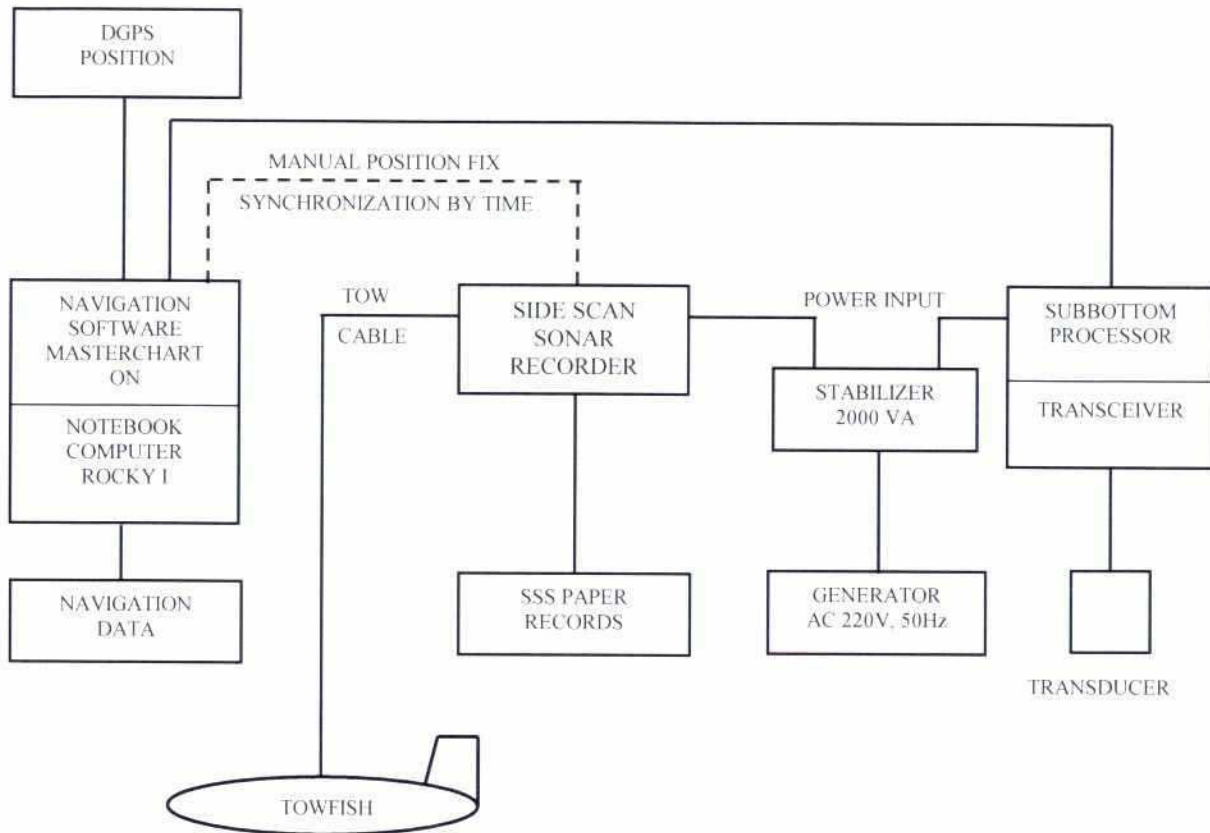 DGPS
POSITION
MANUAL POSITION FIX
SYNCHRONIZATION BY TIME
NAVIGATION
SOFTWARE
MASTERCHART
ON
NOTEBOOK
COMPUTER
ROCKY I
NAVIGATION
DATA
TOW
CABLE
SIDE SCAN
SONAR
RECORDER
SSS PAPER
RECORDS
POWER INPUT
STABILIZER
2000 VA
GENERATOR
AC 220V, 50Hz
SUBBOTTOM
PROCESSOR
TRANSCEIVER
TRANSDUCER
TOWFISH